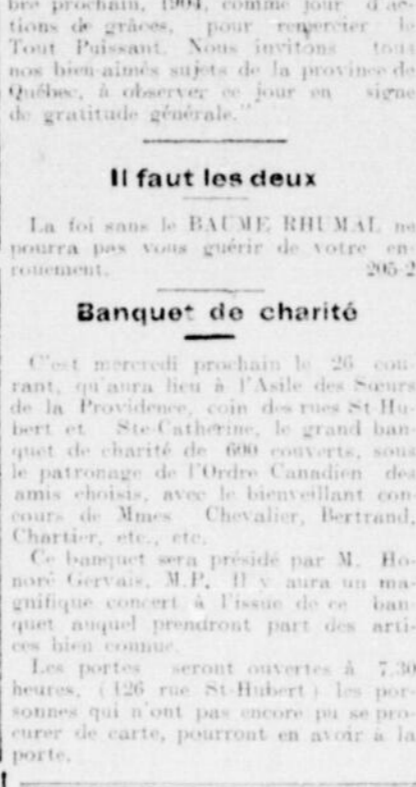 bre prochain, 1904, comme jour d'ac-
tions de grâces, pour remercier le
Tout Puissant. Nous invitons tous
nos bien-aimés sujets de la province de
Québec, à observer ce jour en signe
de gratitude générale."
Il faut les deux
La foi sans le BAUME RHUMAL ne
pourra pas vous guérir de votre en-
rouement. 205-2
Banquet de charité
C'est mercredi prochain le 26 cou-
rant, qu'aura lieu à l'Asile des Sœurs
de la Providence, coin des rues St-Hu-
bert et Ste-Catherine, le grand ban-
quet de charité de 600 couverts, sous
le patronage de l'Ordre Canadien des
amis choisis, avec le bienveillant con-
cours de Mmes Chevalier, Bertrand,
Chartier, etc., etc.
Ce banquet sera présidé par M. Ho-
noré Gervais, M.P. Il y aura un ma-
gnifique concert à l'issue de ce ban-
quet auquel prendront part des arti-
ces bien connue.
Les portes seront ouvertes à 7.30
heures, (126 rue St-Hubert) les per-
sonnes qui n'ont pas encore pu se pro-
curer de carte, pourront en avoir à la
porte.